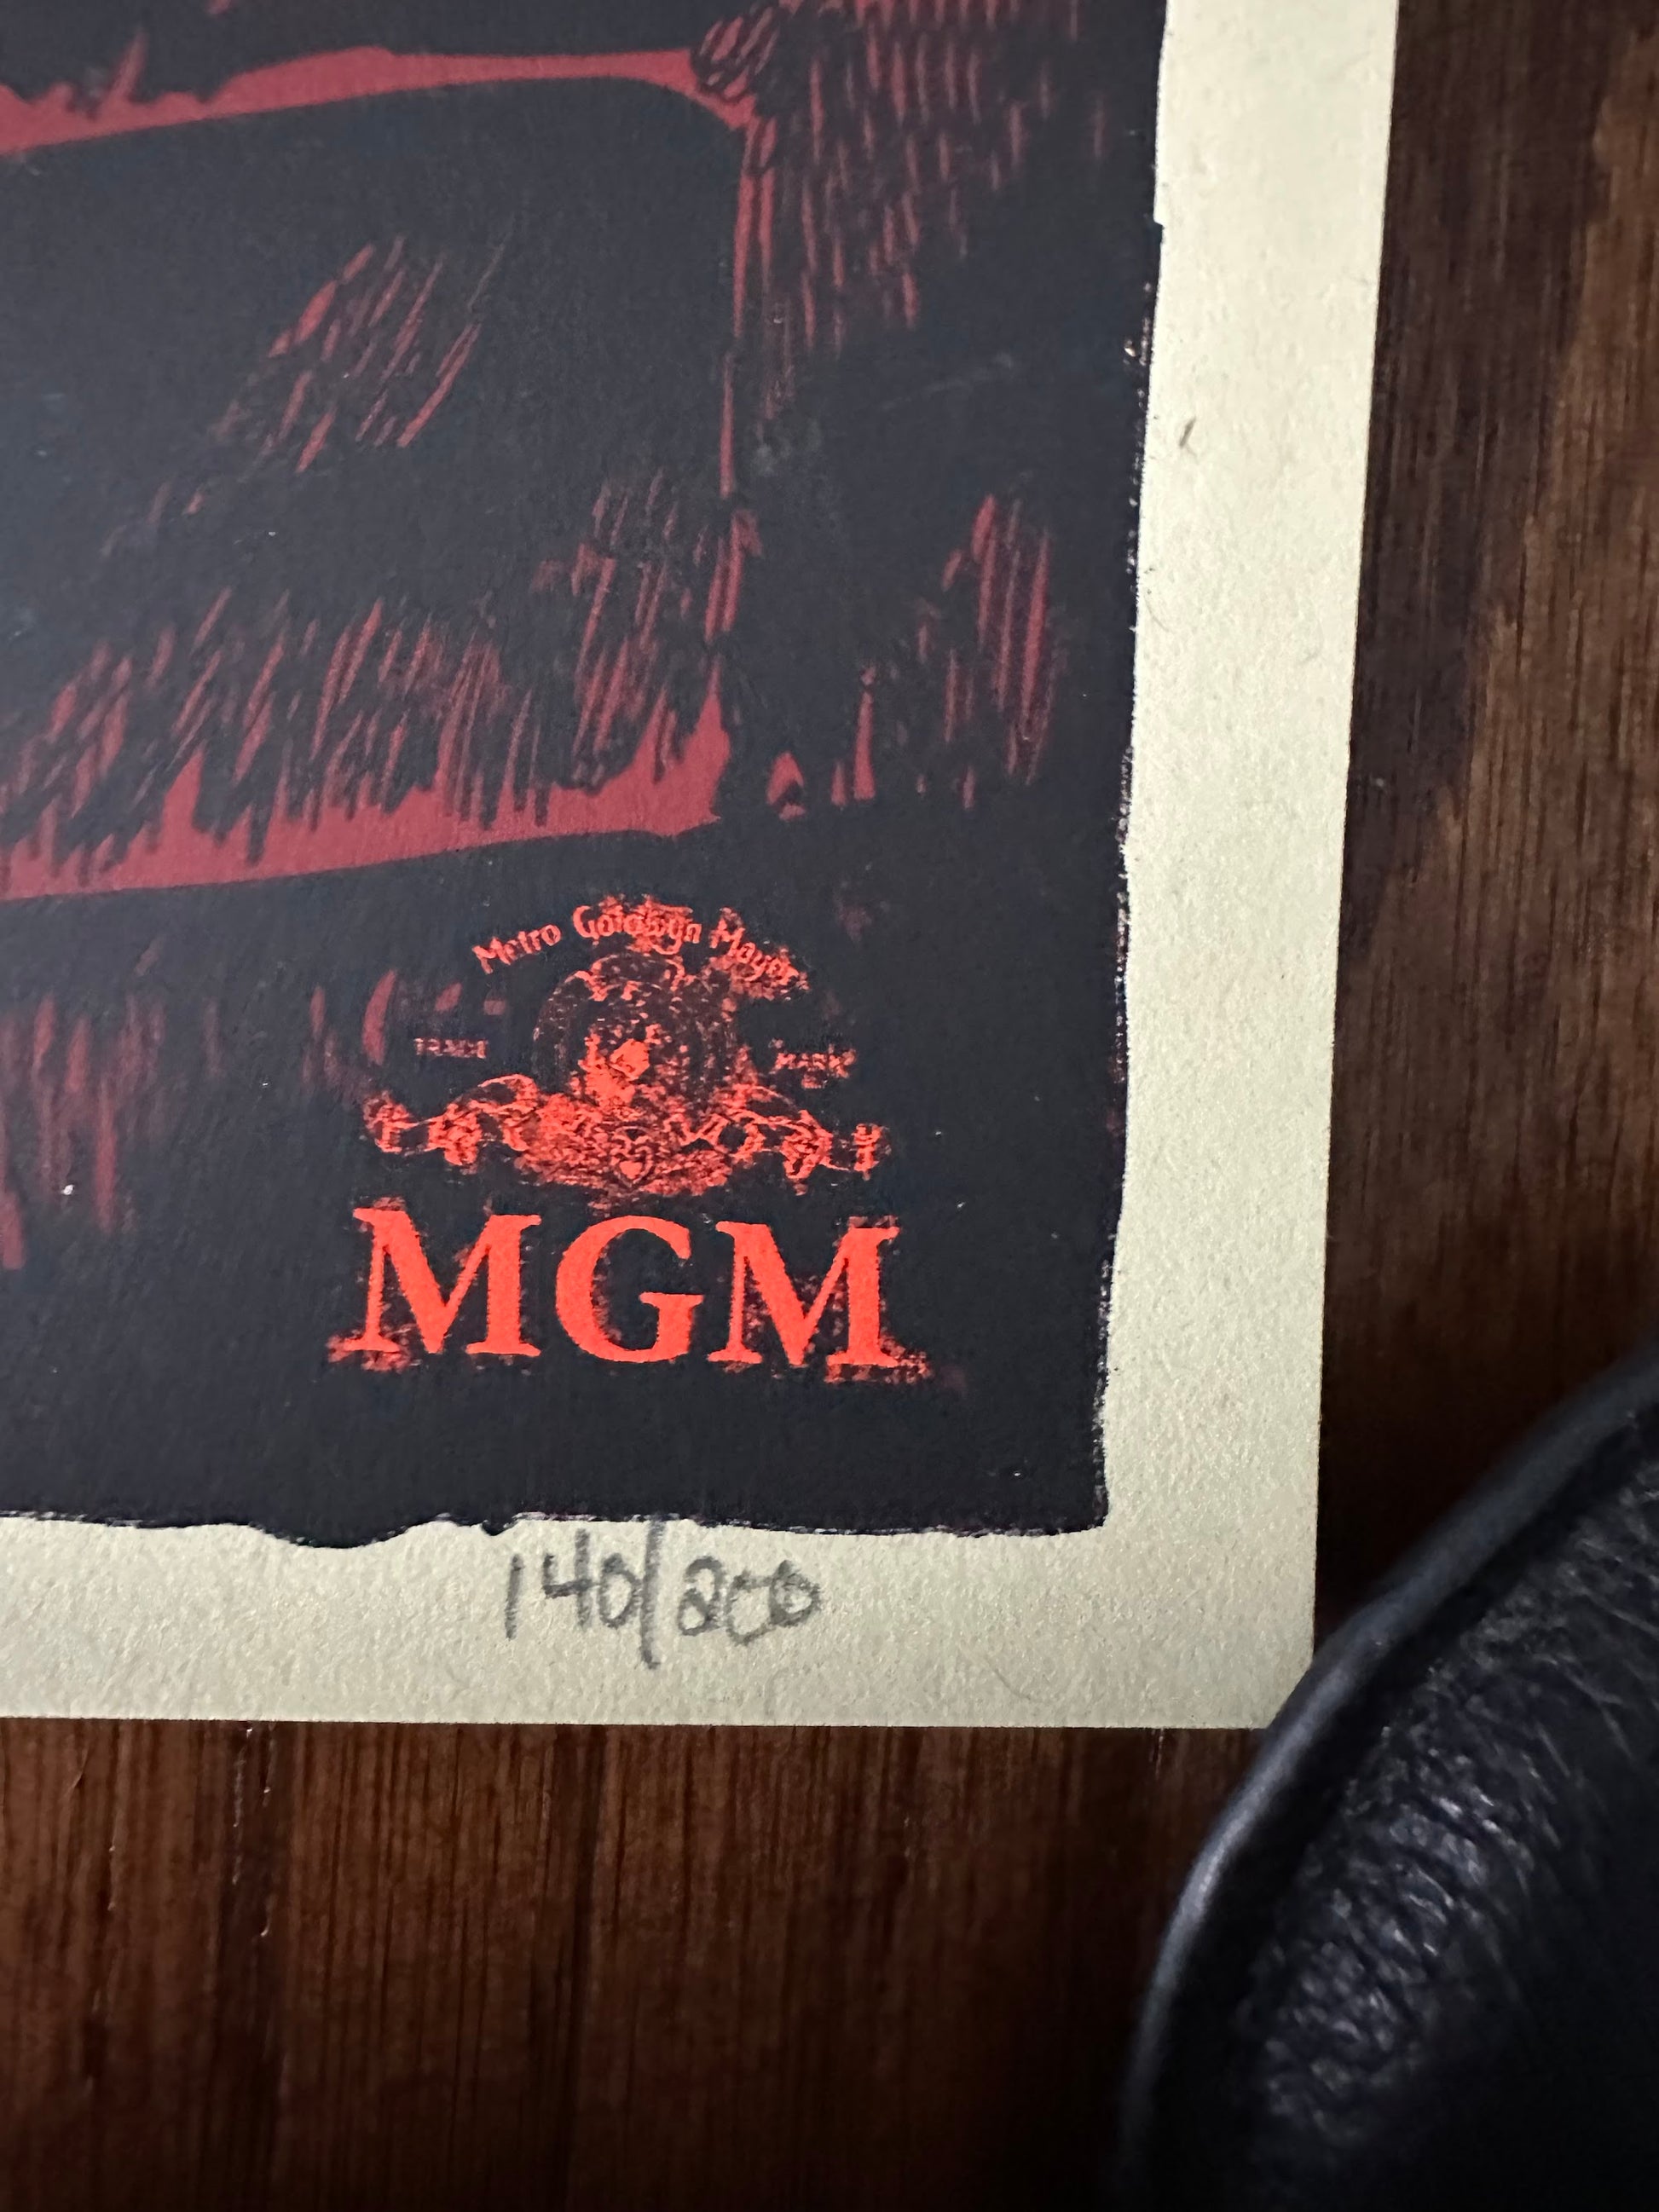 Metro Goldwyn Mayer
TRADE MARK
MGM
140/200